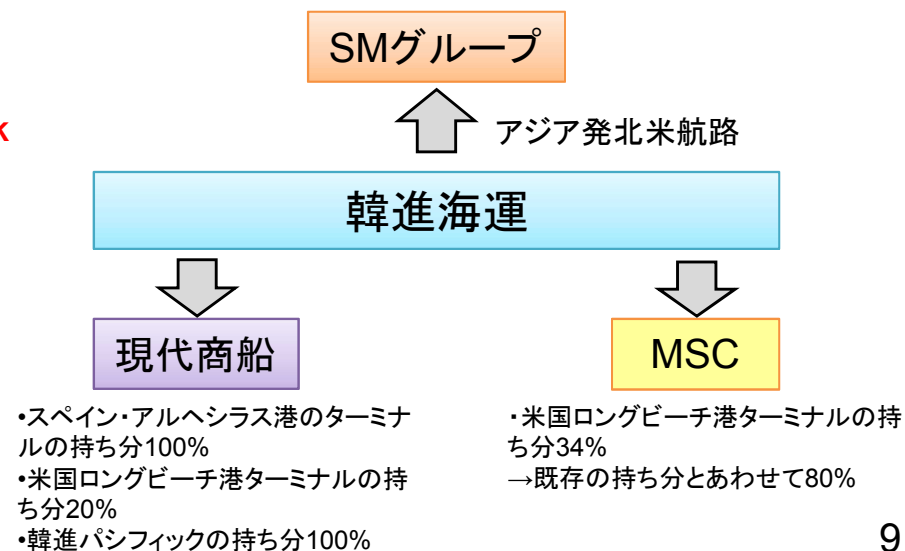 SMグループ
k
アジア発北米航路
韓進海運
現代商船
MSC
•スペイン・アルヘシラス港のターミナ
ルの持ち分100%
•米国ロングビーチ港ターミナルの持
ち分20%
•韓進パシフィックの持ち分100%
・米国ロングビーチ港ターミナルの持
ち分34%
→既存の持ち分とあわせて80%
9